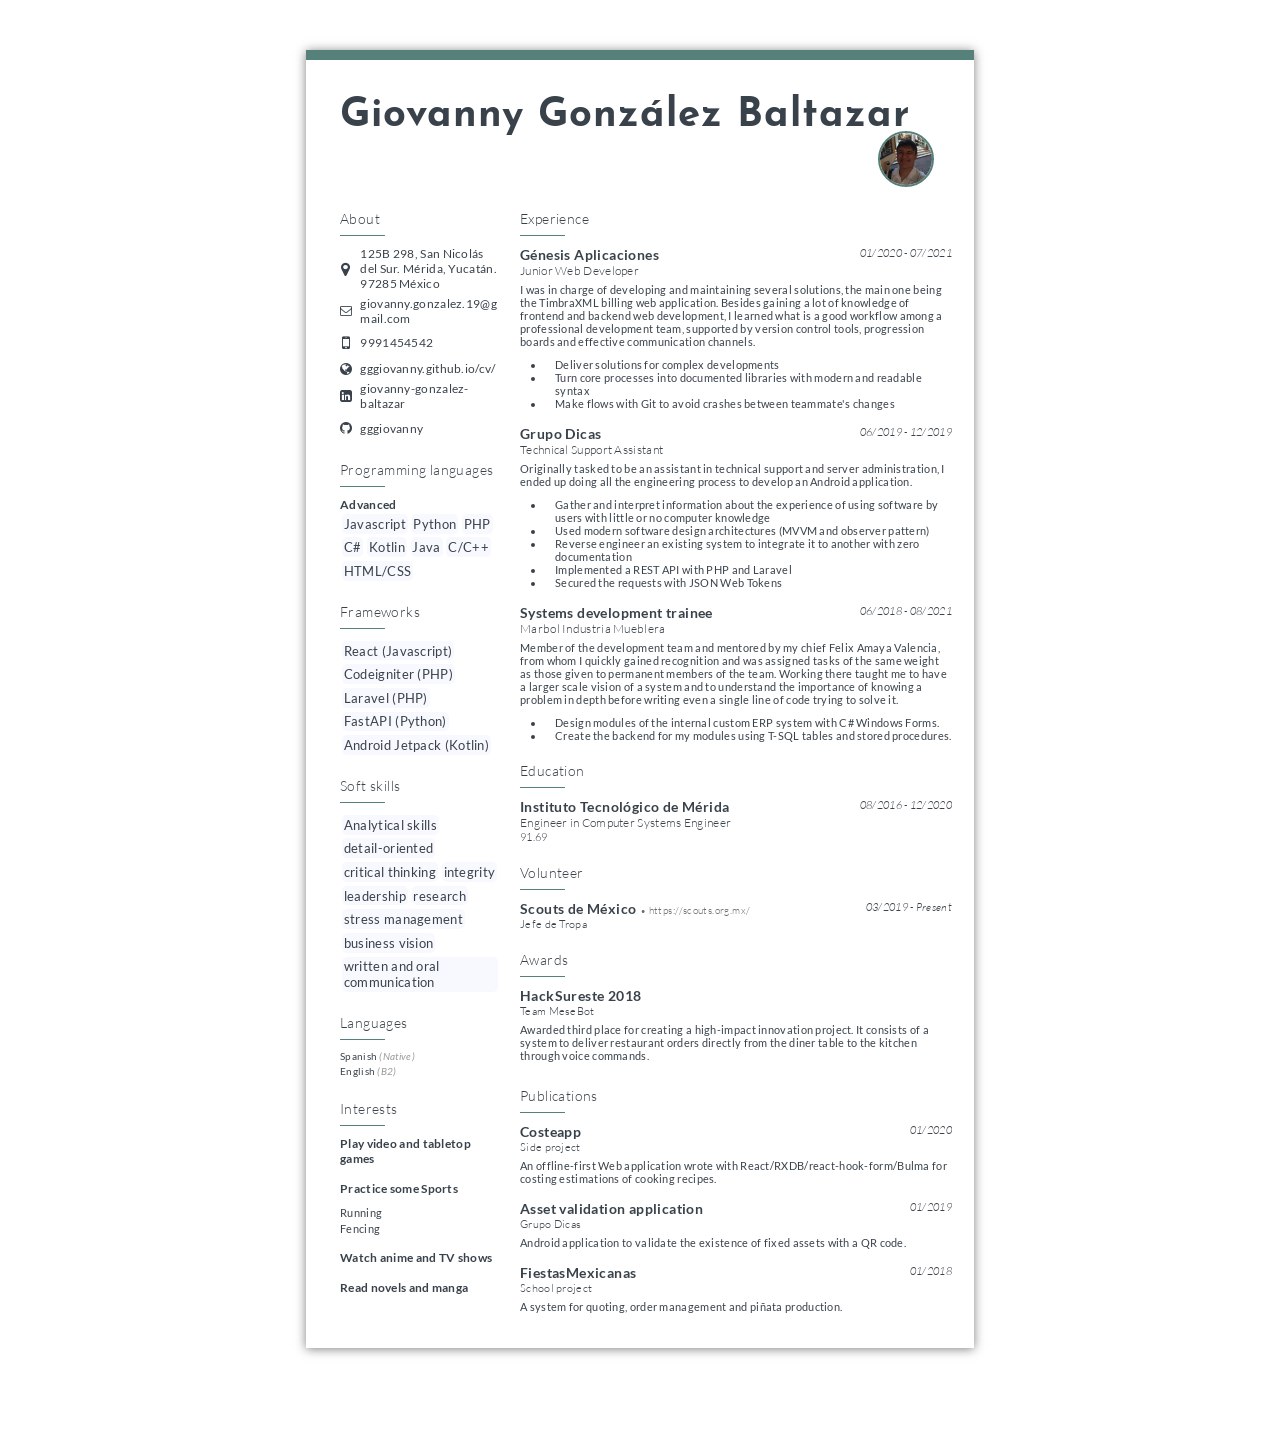 Giovanny González Baltazar
About
125B 298, San Nicolás
del Sur. Mérida, Yucatán.
97285 México
giovanny.gonzalez.19@g
mail.com
9991454542
gggiovanny.github.io/cv/
giovanny-gonzalez-
baltazar
gggiovanny
Programming languages
Advanced
Javascript Python PHP
C# Kotlin Java C/C++
HTML/CSS
Frameworks
React (Javascript)
Codeigniter (PHP)
Laravel (PHP)
FastAPI (Python)
Android Jetpack (Kotlin)
Soft skills
Analytical skills
detail-oriented
critical thinking integrity
leadership research
stress management
business vision
written and oral
communication
Languages
Spanish (Native)
English (B2)
Interests
Play video and tabletop
games
Practice some Sports
Running
Fencing
Watch anime and TV shows
Read novels and manga
Experience
Génesis Aplicaciones 01/2020 - 07/2021
Junior Web Developer
I was in charge of developing and maintaining several solutions, the main one being
the TimbraXML billing web application. Besides gaining a lot of knowledge of
frontend and backend web development, I learned what is a good workflow among a
professional development team, supported by version control tools, progression
boards and effective communication channels.
• Deliver solutions for complex developments
• Turn core processes into documented libraries with modern and readable
syntax
• Make flows with Git to avoid crashes between teammate's changes
Grupo Dicas 06/2019 - 12/2019
Technical Support Assistant
Originally tasked to be an assistant in technical support and server administration, I
ended up doing all the engineering process to develop an Android application.
• Gather and interpret information about the experience of using software by
users with little or no computer knowledge
• Used modern software design architectures (MVVM and observer pattern)
• Reverse engineer an existing system to integrate it to another with zero
documentation
• Implemented a REST API with PHP and Laravel
• Secured the requests with JSON Web Tokens
Systems development trainee 06/2018 - 08/2021
Marbol Industria Mueblera
Member of the development team and mentored by my chief Felix Amaya Valencia,
from whom I quickly gained recognition and was assigned tasks of the same weight
as those given to permanent members of the team. Working there taught me to have
a larger scale vision of a system and to understand the importance of knowing a
problem in depth before writing even a single line of code trying to solve it.
• Design modules of the internal custom ERP system with C# Windows Forms.
• Create the backend for my modules using T-SQL tables and stored procedures.
Education
Instituto Tecnológico de Mérida 08/2016 - 12/2020
Engineer in Computer Systems Engineer
91.69
Volunteer
Scouts de México • https://scouts.org.mx/ 03/2019 - Present
Jefe de Tropa
Awards
HackSureste 2018
Team MeseBot
Awarded third place for creating a high-impact innovation project. It consists of a
system to deliver restaurant orders directly from the diner table to the kitchen
through voice commands.
Publications
Costeapp 01/2020
Side project
An offline-first Web application wrote with React/RXDB/react-hook-form/Bulma for
costing estimations of cooking recipes.
Asset validation application 01/2019
Grupo Dicas
Android application to validate the existence of fixed assets with a QR code.
FiestasMexicanas 01/2018
School project
A system for quoting, order management and piñata production.